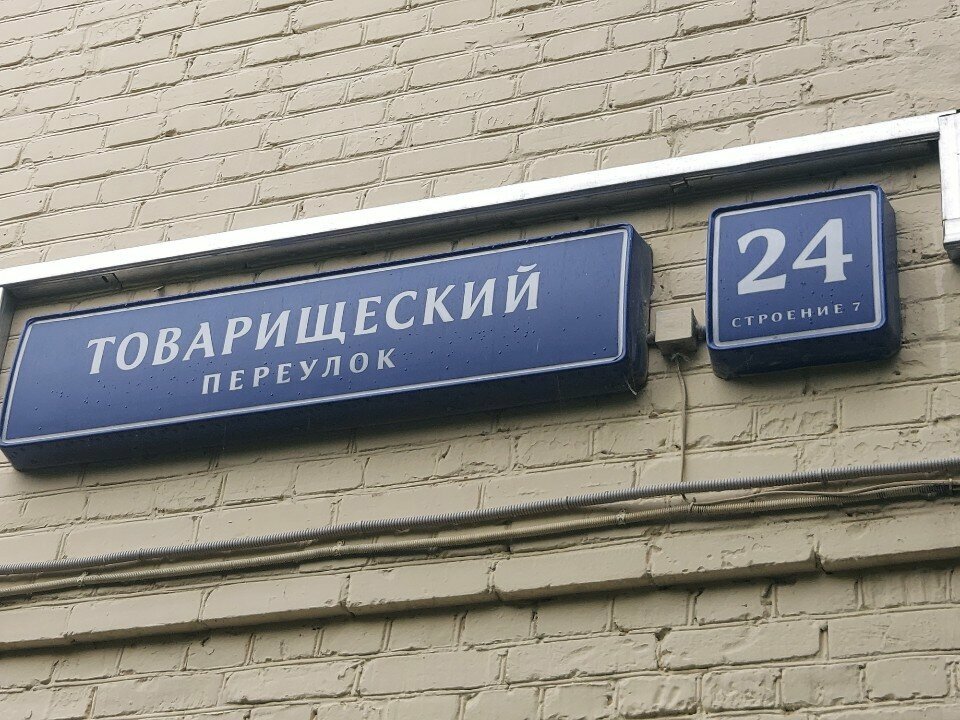 ТОВАРИЩЕСКИЙ
ПЕРЕУЛОК
24
СТРОЕНИЕ 7